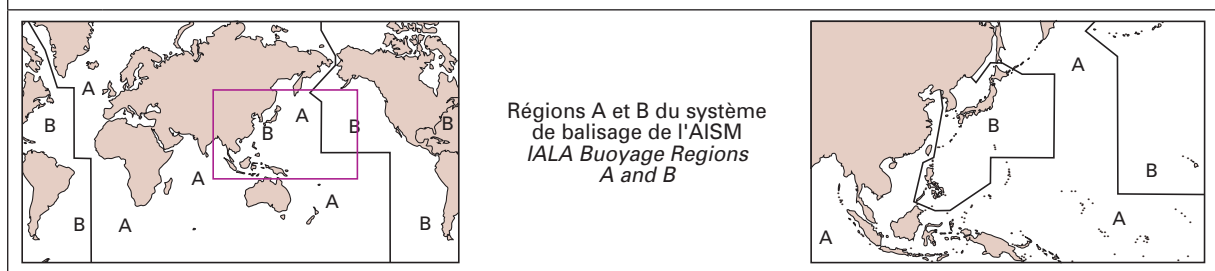 A
B
A
B
B
B
A
A
B
A
B
Régions A et B du système
de balisage de l'AISM
IALA Buoyage Regions
A and B
A
B
B
A
A